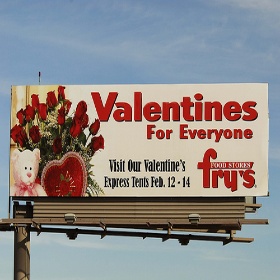 Valentines
For Everyone
Visit Our Valentine's
Express Tents Feb. 12 - 14
FOOD STORES
fry's